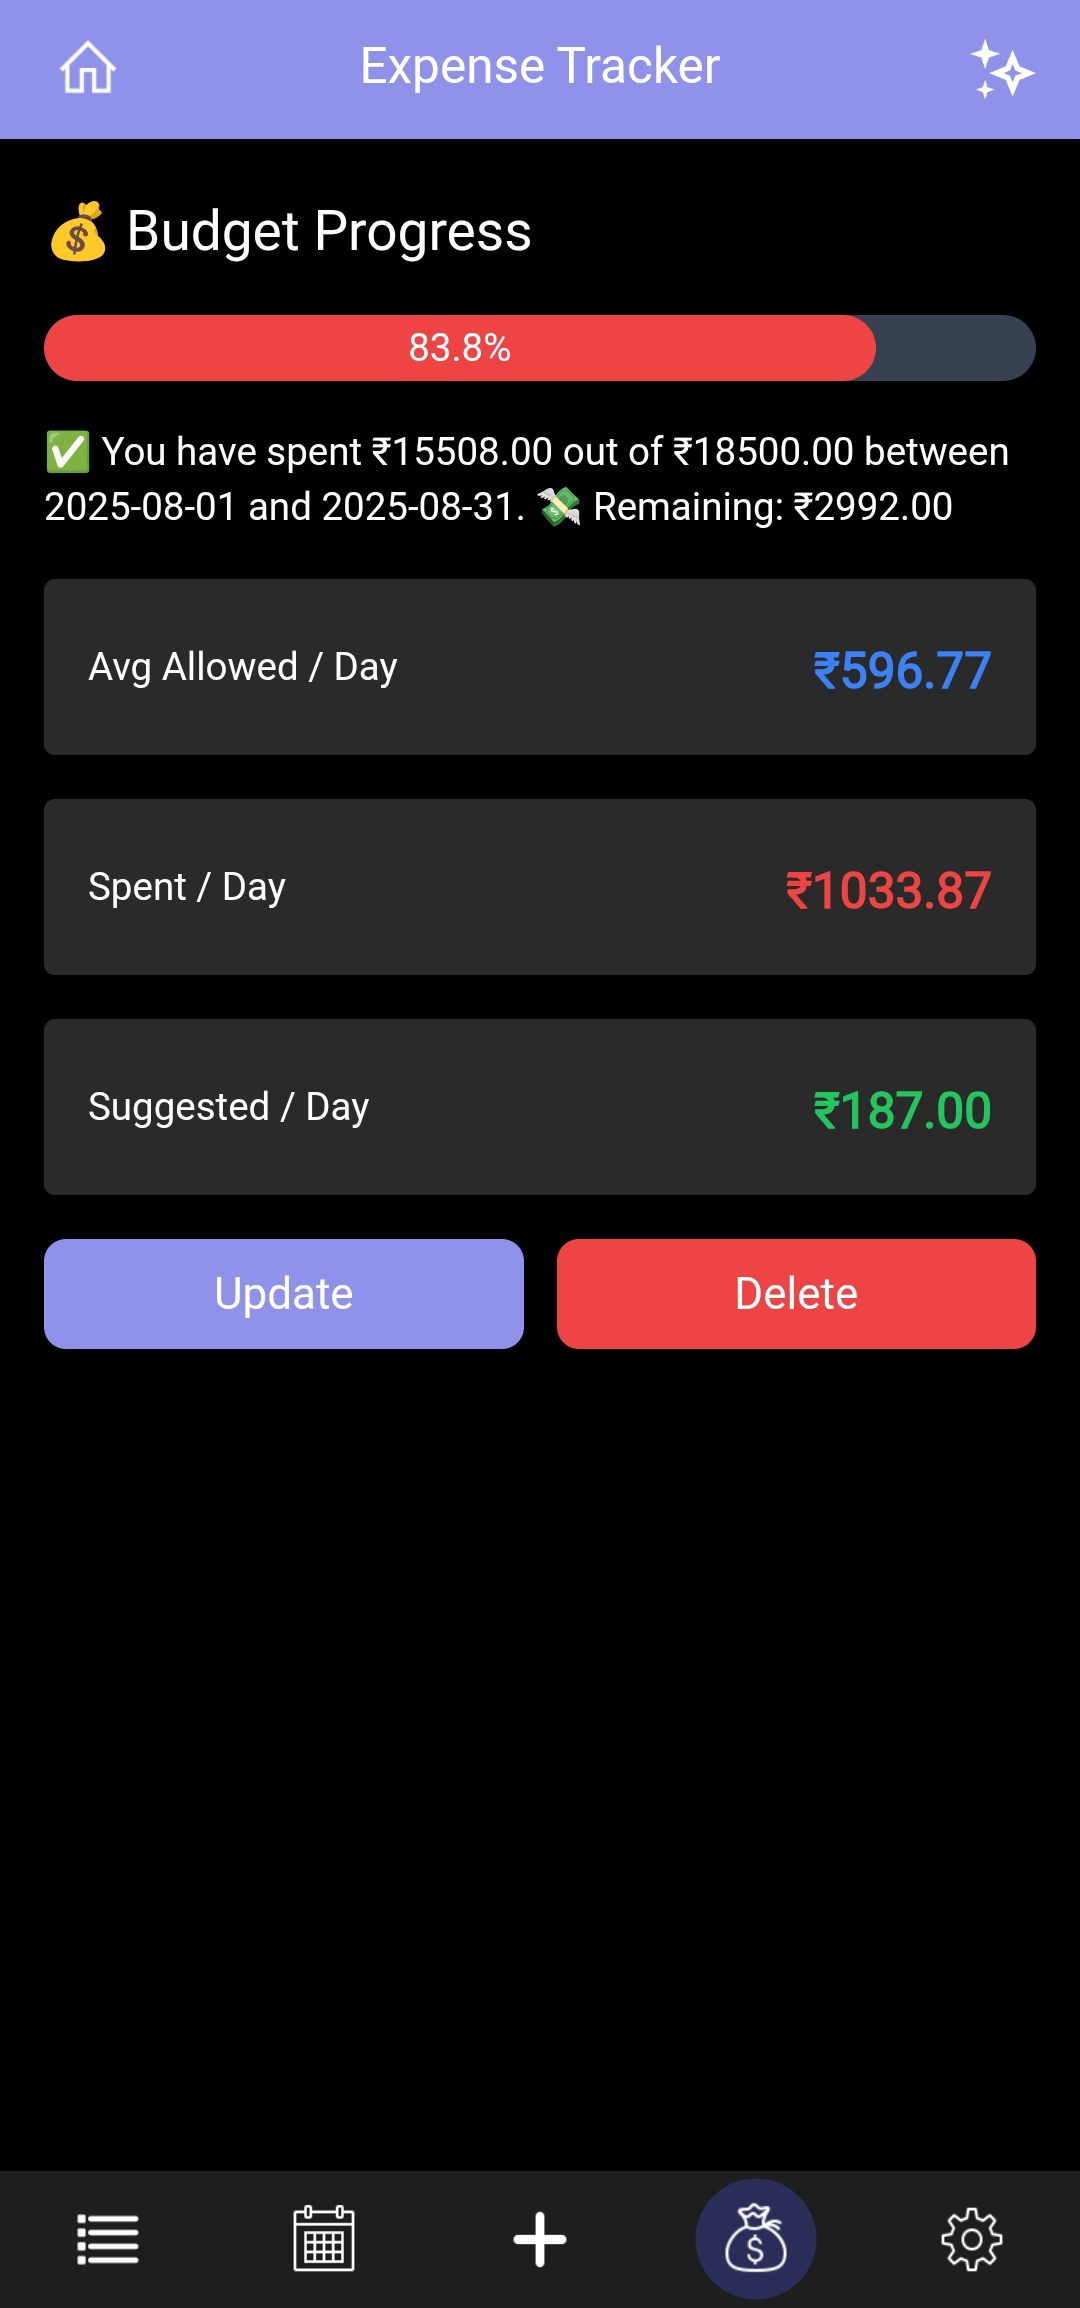 Expense Tracker
💰 Budget Progress
83.8%
✅ You have spent ₹15508.00 out of ₹18500.00 between
2025-08-01 and 2025-08-31. 💸 Remaining: ₹2992.00
Avg Allowed / Day ₹596.77
Spent / Day ₹1033.87
Suggested / Day ₹187.00
Update Delete